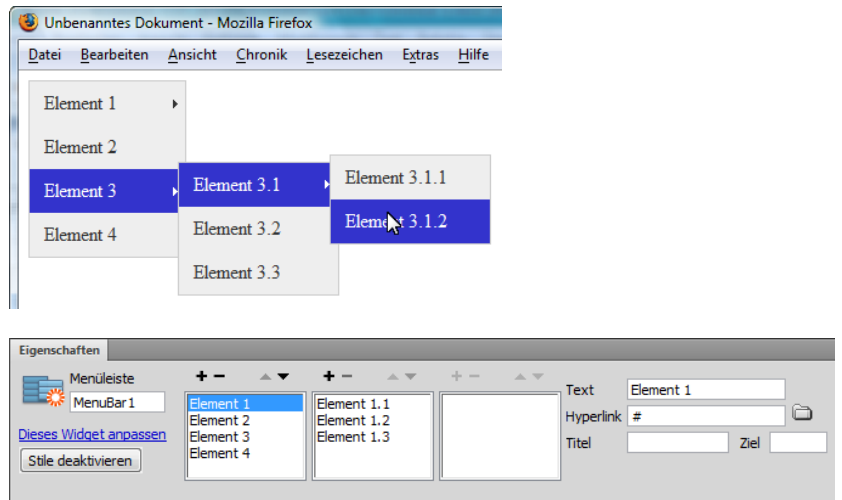 Unbenanntes Dokument - Mozilla Firefox
Datei Bearbeiten Ansicht Chronik Lesezeichen Extras Hilfe
Element 1
Element 2
Element 3
Element 4
Element 3.1
Element 3.2
Element 3.3
Element 3.1.1
Element 3.1.2
Eigenschaften
Menüleiste
MenuBar1
Dieses Widget anpassen
Stile deaktivieren
Element 1
Element 2
Element 3
Element 4
Element 1.1
Element 1.2
Element 1.3
Text Element 1
Hyperlink #
Titel Ziel